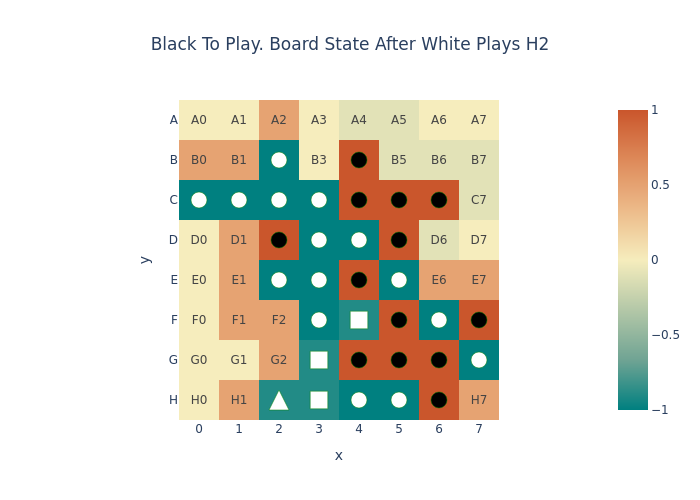 Black To Play. Board State After White Plays H2
A A0 A1 A2 A3 A4 A5 A6 A7
B B0 B1 B3 B5 B6 B7
C C7
D D0 D1 D6 D7
E E0 E1 E6 E7
F F0 F1 F2
G G0 G1 G2
H H0 H1 H7
0 1 2 3 4 5 6 7
x
y
1
0.5
0
−0.5
−1